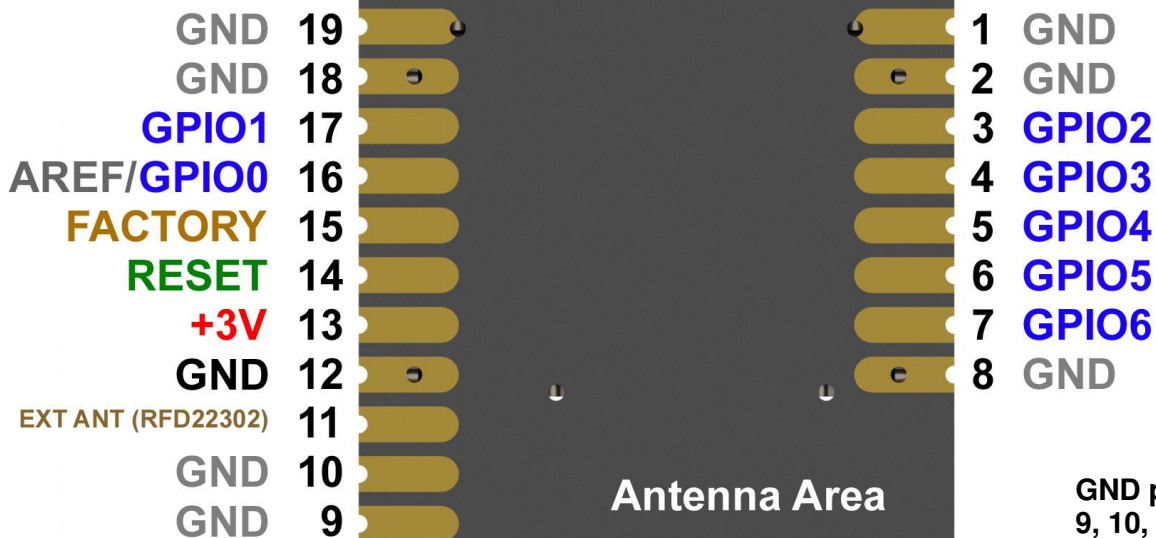 GND 19
GND 18
GPIO1 17
AREF/GPIO0 16
FACTORY 15
RESET 14
+3V 13
GND 12
EXT ANT (RFD22302) 11
GND 10
GND 9
1 GND
2 GND
3 GPIO2
4 GPIO3
5 GPIO4
6 GPIO5
7 GPIO6
8 GND
Antenna Area
GND p
9, 10,